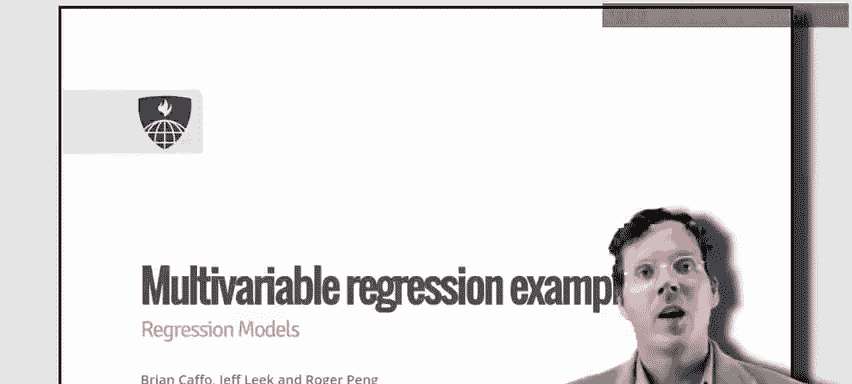 Multivariable regression examp
Regression Models
Brian Caffo, Jeff Leek and Roger Peng